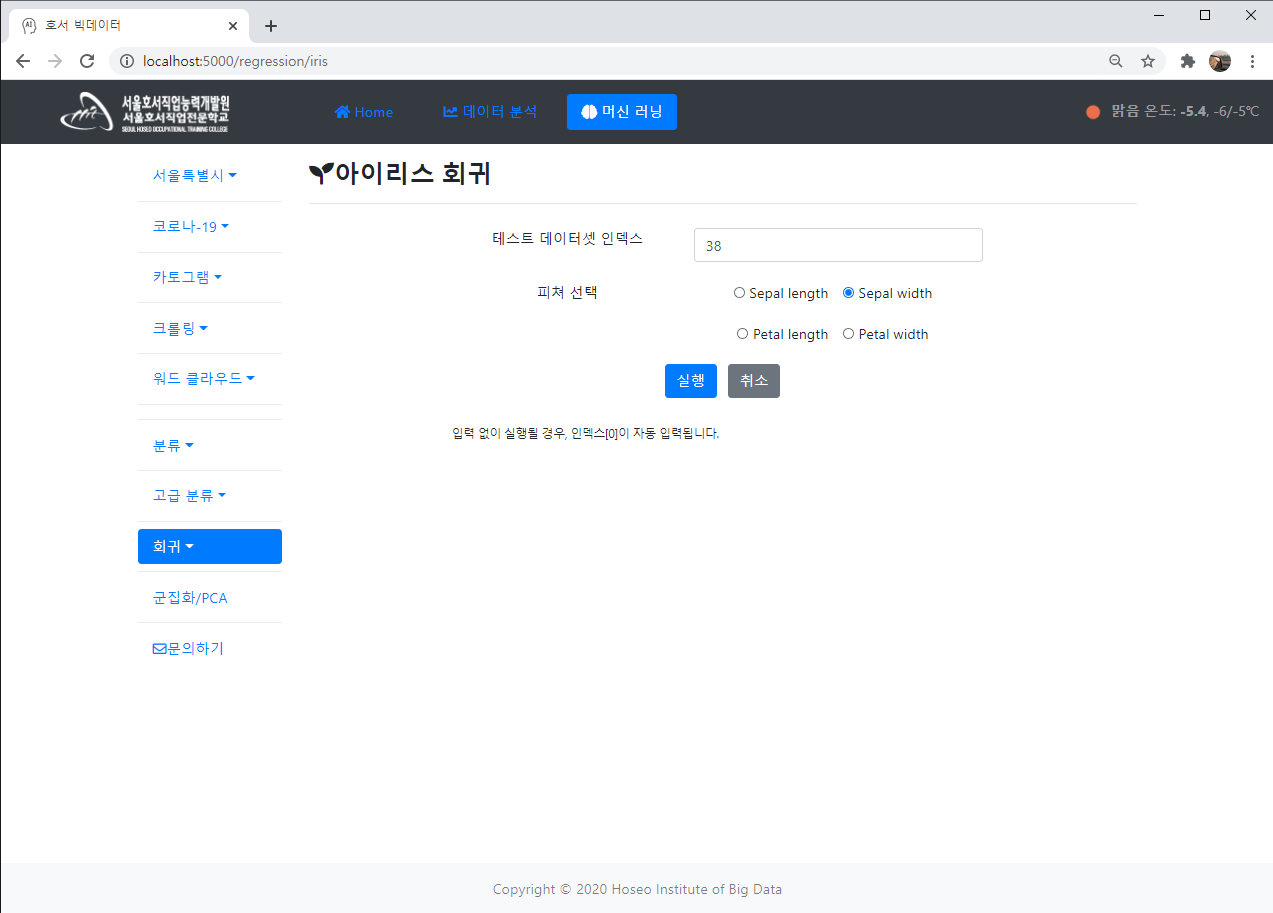 호서 빅데이터
localhost:5000/regression/iris
서울호서직업능력개발원
서울호서직업전문학교
SEOUL HOSEO OCCUPATIONAL TRAINING COLLEGE
Home 데이터 분석 머신 러닝 맑음 온도: -5.4, -6/-5℃
서울특별시
코로나-19
카토그램
크롤링
워드 클라우드
분류
고급 분류
회귀
군집화/PCA
문의하기
아이리스 회귀
테스트 데이터셋 인덱스 38
피쳐 선택 Sepal length Sepal width
Petal length Petal width
실행 취소
입력 없이 실행될 경우, 인덱스[0]이 자동 입력됩니다.
Copyright © 2020 Hoseo Institute of Big Data